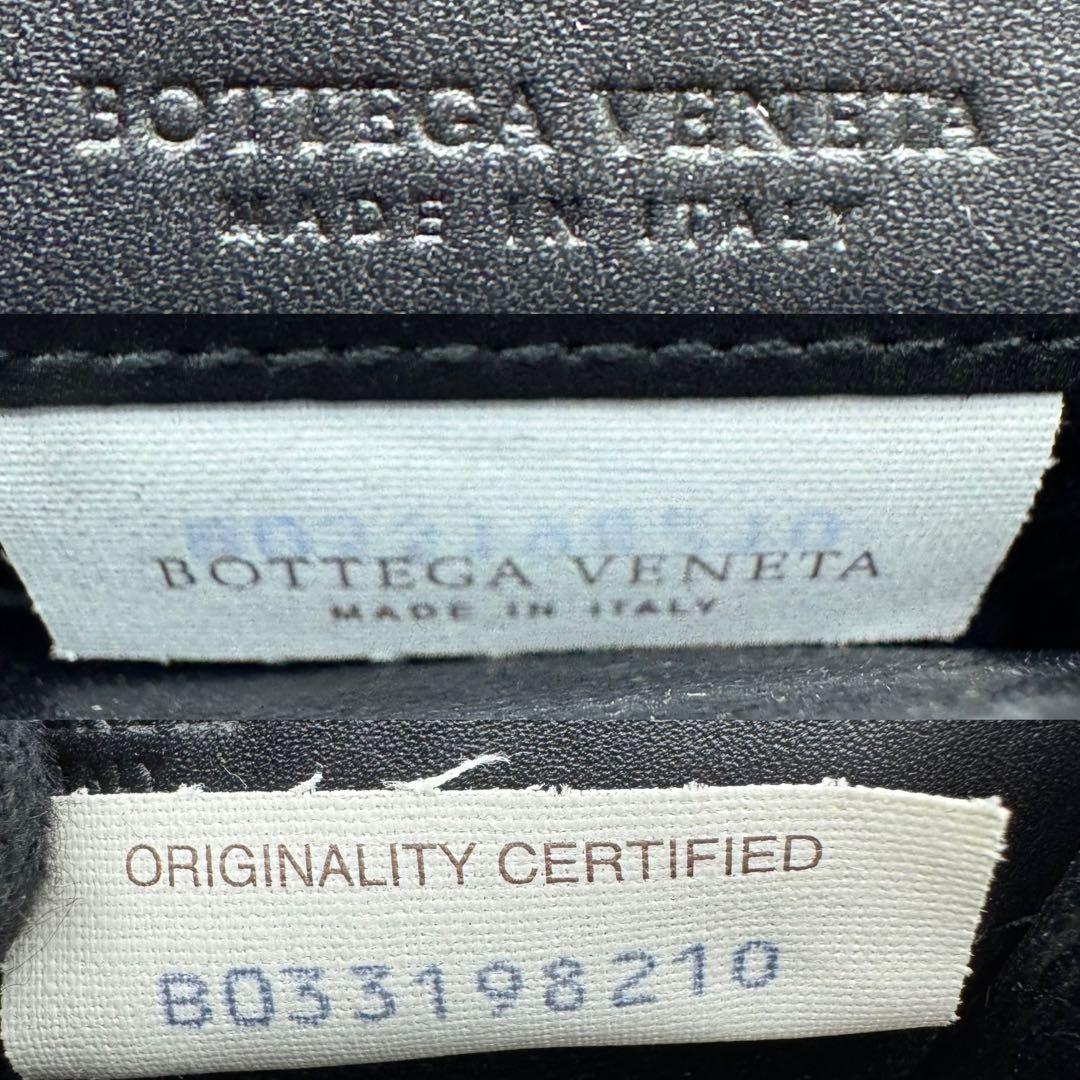 BOTTEGA VENETA
MADE IN ITALY
BOTTEGA VENETA
MADE IN ITALY
ORIGINALITY CERTIFIED
B033198210